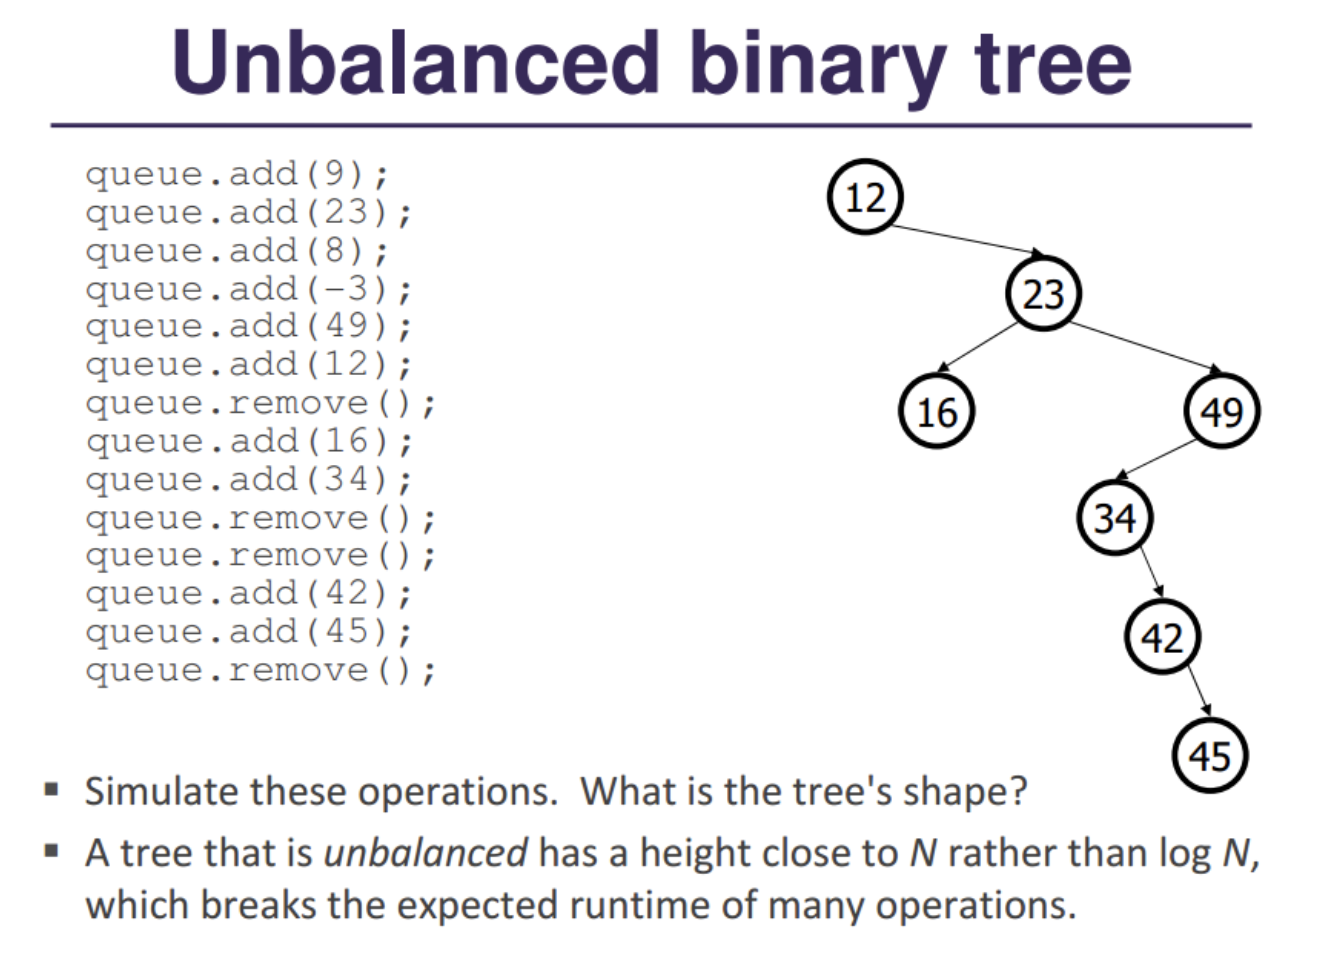 Unbalanced binary tree
queue.add(9);
queue.add(23);
queue.add(8);
queue.add(-3);
queue.add(49);
queue.add(12);
queue.remove();
queue.add(16);
queue.add(34);
queue.remove();
queue.remove();
queue.add(42);
queue.add(45);
queue.remove();
12
23
16
49
34
42
45
▪ Simulate these operations.  What is the tree's shape?
▪ A tree that is unbalanced has a height close to N rather than log N,
which breaks the expected runtime of many operations.